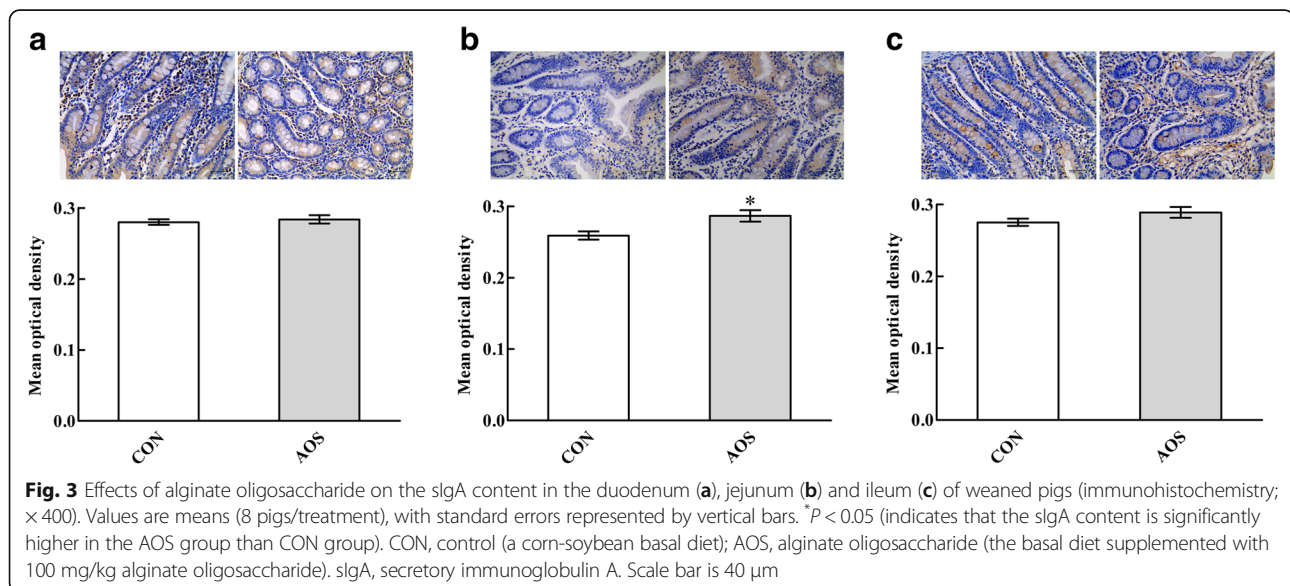 a
b
c
Mean optical density
0.3
0.2
0.1
0.0
CON
AOS
Mean optical density
0.3
0.2
0.1
0.0
*
CON
AOS
Mean optical density
0.3
0.2
0.1
0.0
CON
AOS
Fig. 3 Effects of alginate oligosaccharide on the sIgA content in the duodenum (a), jejunum (b) and ileum (c) of weaned pigs (immunohistochemistry;
× 400). Values are means (8 pigs/treatment), with standard errors represented by vertical bars. *P < 0.05 (indicates that the sIgA content is significantly
higher in the AOS group than CON group). CON, control (a corn-soybean basal diet); AOS, alginate oligosaccharide (the basal diet supplemented with
100 mg/kg alginate oligosaccharide). sIgA, secretory immunoglobulin A. Scale bar is 40 μm